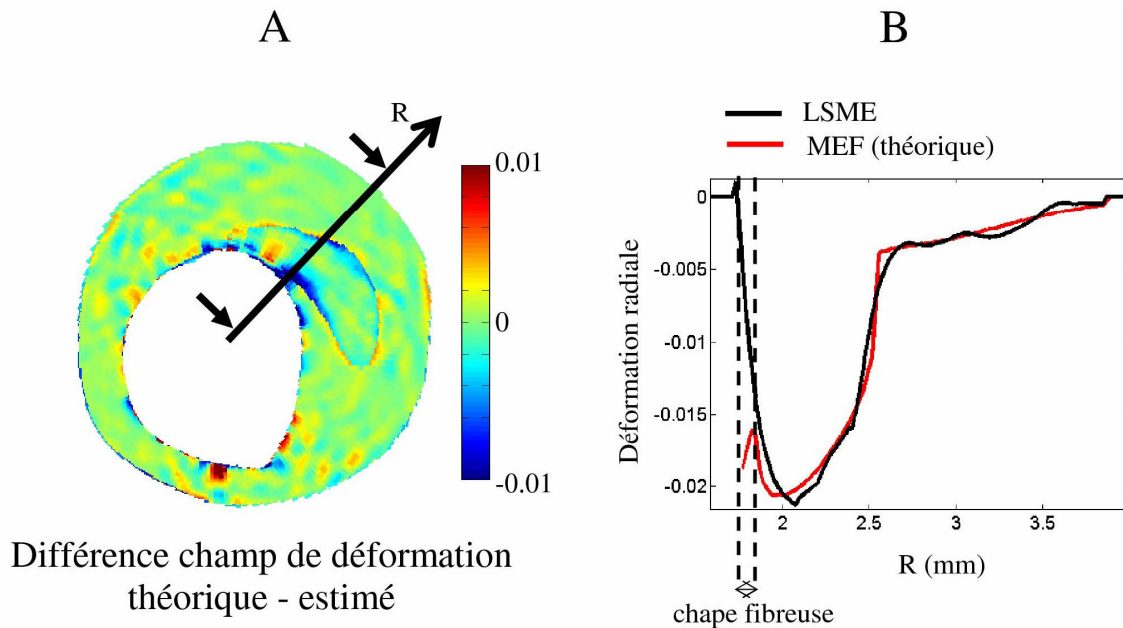 A
R
0.01
0
-0.01
Différence champ de déformation
théorique - estimé
B
LSME
MEF (théorique)
Déformation radiale
0
-0.005
-0.01
-0.015
-0.02
2
2.5
3
3.5
R (mm)
chape fibreuse